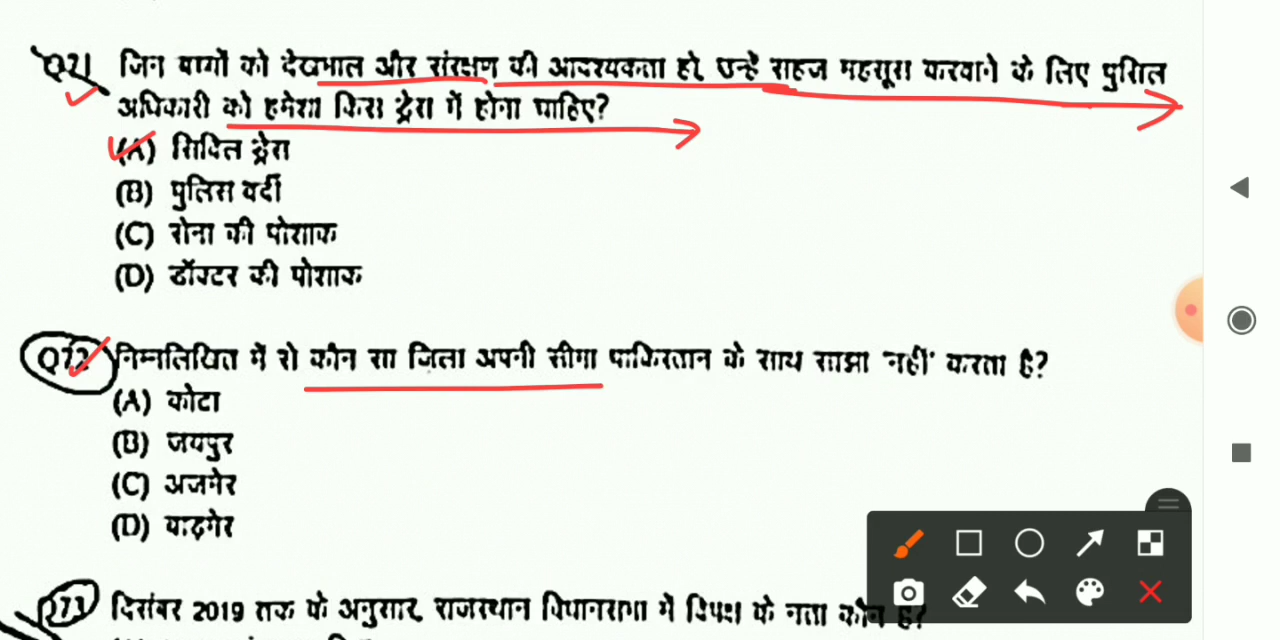 Q71 जिन बच्चों को देखभाल और संरक्षण की आवश्यकता हो, उन्हें सहज महसूस करवाने के लिए पुलिस
अधिकारी को हमेशा किस ड्रेस में होना चाहिए?
(A) सिविल ड्रेस
(B) पुलिस वर्दी
(C) सेना की पोशाक
(D) डॉक्टर की पोशाक
Q72 निम्नलिखित में से कौन सा जिला अपनी सीमा पाकिस्तान के साथ साझा 'नहीं' करता है?
(A) कोटा
(B) जयपुर
(C) अजमेर
(D) बाड़मेर
Q73 दिसंबर 2019 तक के अनुसार, राजस्थान विधानसभा में विपक्ष के नेता कौन है?